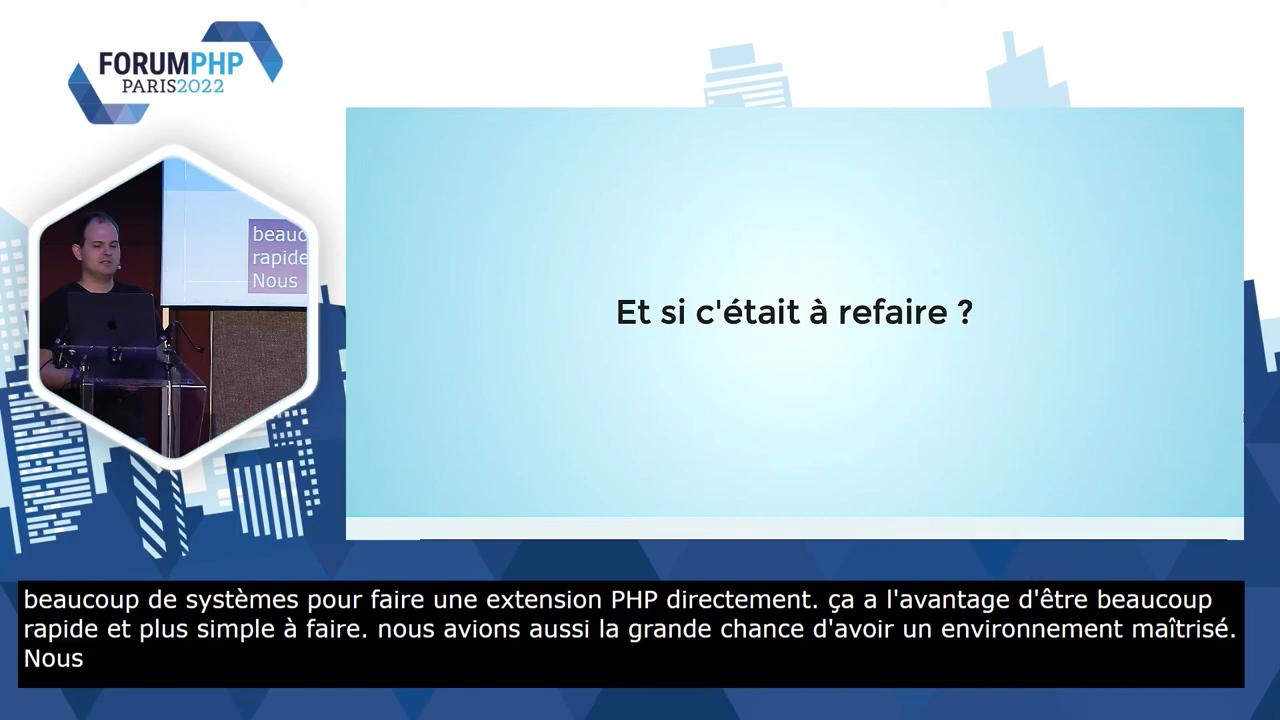 FORUMPHP
PARIS2022
beauc
rapide
Nous
Et si c'était à refaire ?
beaucoup de systèmes pour faire une extension PHP directement. ça a l'avantage d'être beaucoup
rapide et plus simple à faire. nous avions aussi la grande chance d'avoir un environnement maîtrisé.
Nous